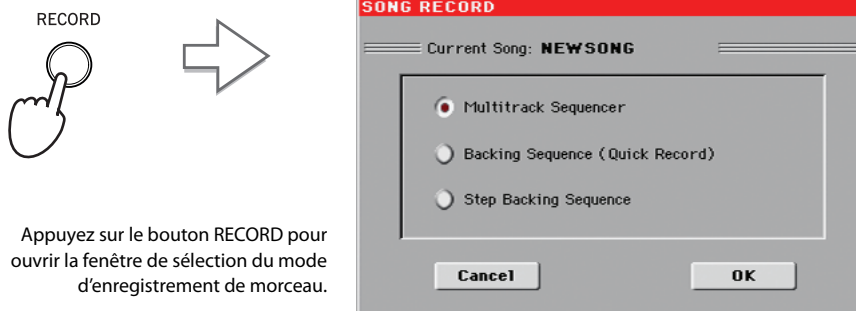 RECORD
Appuyez sur le bouton RECORD pour
ouvrir la fenêtre de sélection du mode
d'enregistrement de morceau.
SONG RECORD
Current Song: NEWSONG
Multitrack Sequencer
Backing Sequence (Quick Record)
Step Backing Sequence
Cancel
OK